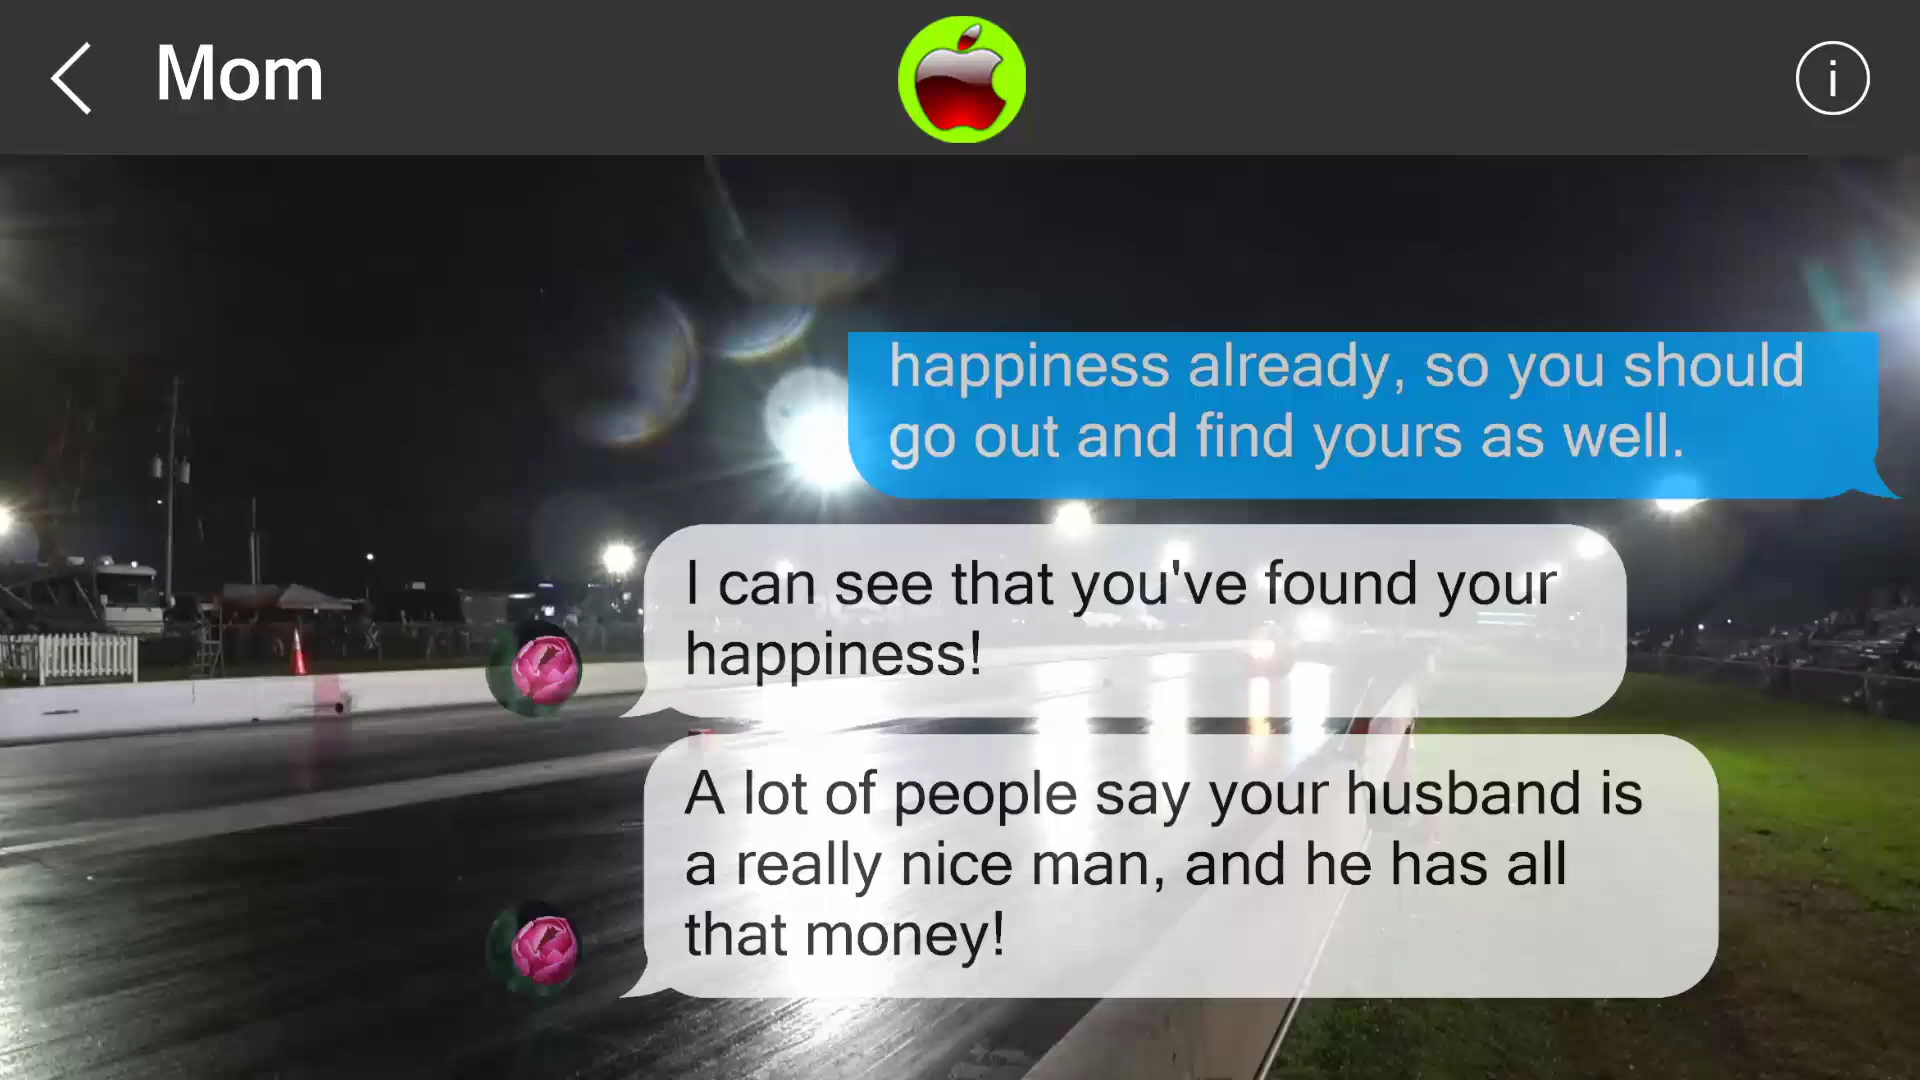 Mom
happiness already, so you should
go out and find yours as well.
I can see that you've found your
happiness!
A lot of people say your husband is
a really nice man, and he has all
that money!